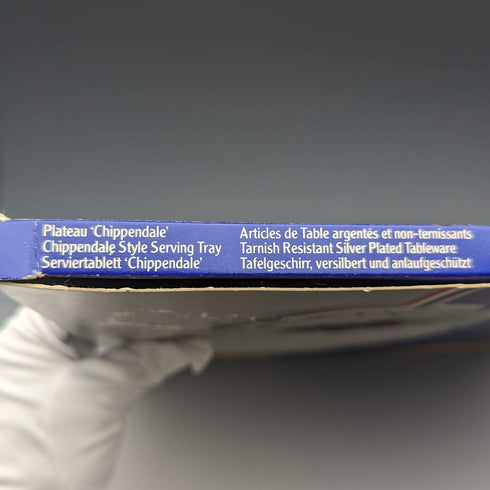 Plateau 'Chippendale' Articles de Table argentés et non-ternissants
Chippendale Style Serving Tray Tarnish Resistant Silver Plated Tableware
Serviertablett 'Chippendale' Tafelgeschirr, versilbert und anlaufgeschützt